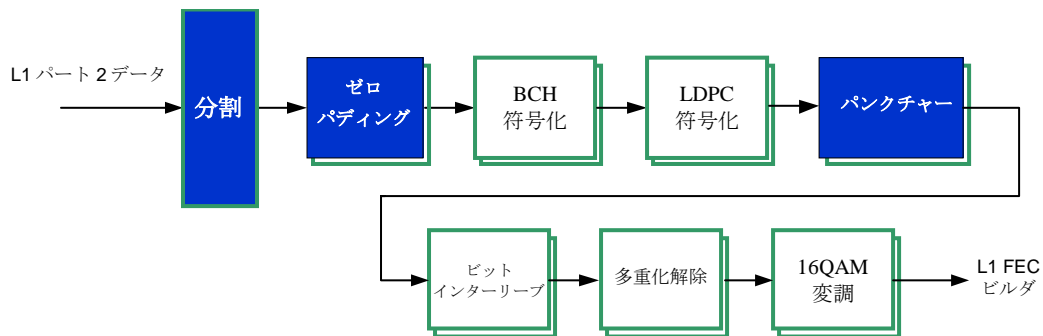 L1 パート 2 データ
分割
ゼロ
パディング
BCH
符号化
LDPC
符号化
パンクチャー
ビット
インターリーブ
多重化解除
16QAM
変調
L1 FEC
ビルダ